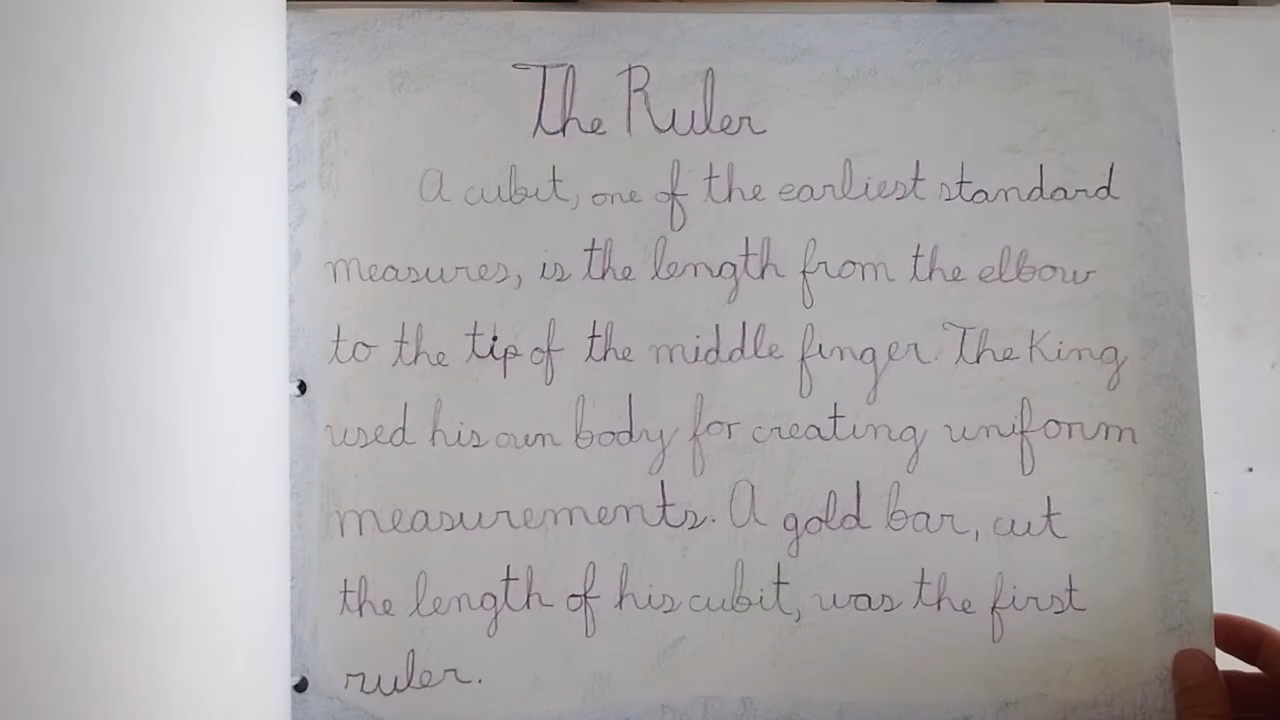 The Ruler
A cubit, one of the earliest standard
measures, is the length from the elbow
to the tip of the middle finger. The King
used his own body for creating uniform
measurements. A gold bar, cut
the length of his cubit, was the first
ruler.